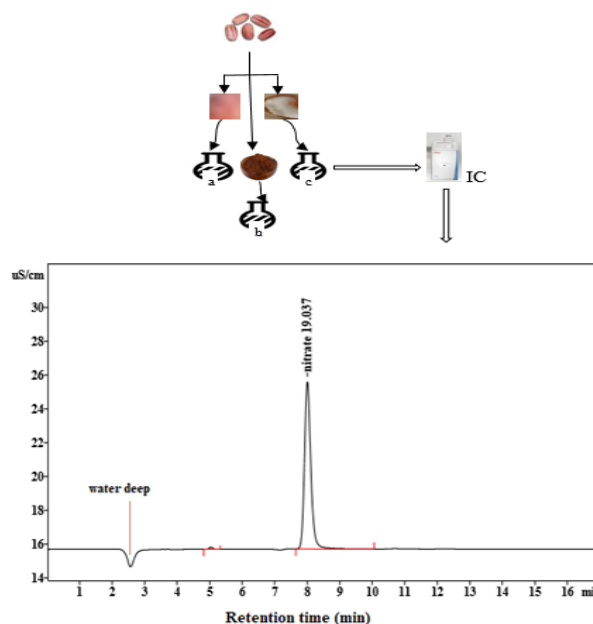 a
c
b
IC
uS/cm
30
28
26
24
22
20
18
16
14
water deep
-nitrate 19.037
1 2 3 4 5 6 7 8 9 10 11 12 13 14 15 16 mi
Retention time (min)